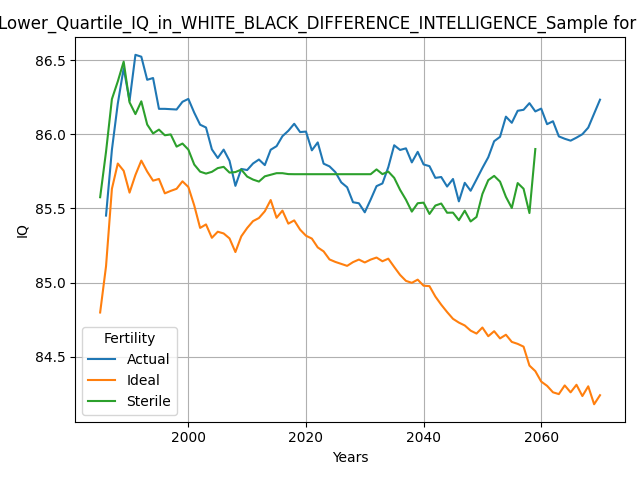 Lower_Quartile_IQ_in_WHITE_BLACK_DIFFERENCE_INTELLIGENCE_Sample for
86.5
86.0
85.5
85.0
84.5
IQ
Fertility
Actual
Ideal
Sterile
2000 2020 2040 2060
Years